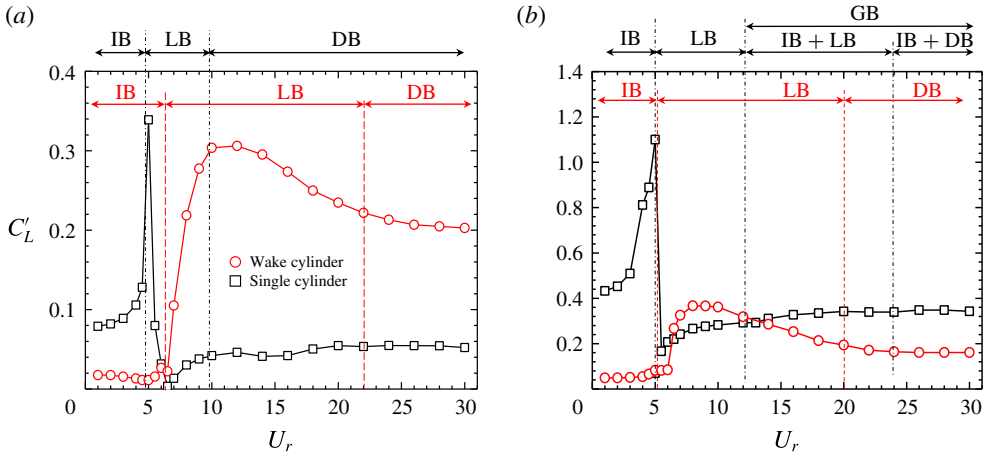 (a)
(b)
GB
IB LB DB
IB LB IB + LB IB + DB
0.4
IB LB DB
1.4
IB LB DB
1.2
0.3
1.0
0.8
C′L
0.2
Wake cylinder
Single cylinder
0.6
0.1
0.4
0.2
0 5 10 15 20 25 30
0 5 10 15 20 25 30
Ur
Ur